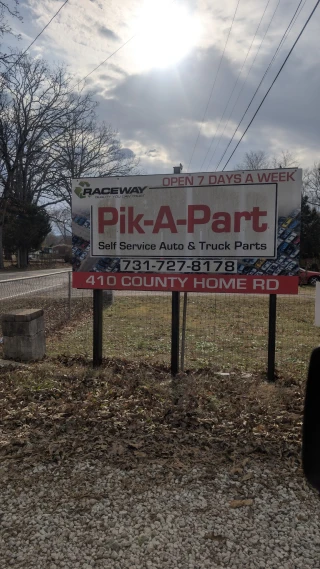 OPEN 7 DAYS A WEEK
RACEWAY
Pik-A-Part
Self Service Auto & Truck Parts
731-727-8178
410 COUNTY HOME RD